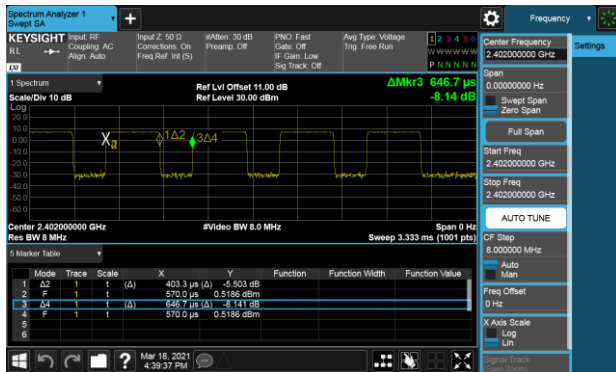 Spectrum Analyzer 1
Swept SA
+
Frequency
KEYSIGHT
RL
LXI
Input: RF
Coupling: AC
Align: Auto
Input Z: 50 Ω
Corrections: On
Freq Ref: Int (S)
#Atten: 30 dB
Preamp: Off
PNO: Fast
Gate: Off
IF Gain: Low
Sig Track: Off
Avg Type: Voltage
Trig: Free Run
1 2 3 4 5 6
W W W W W W
P N N N N N
1 Spectrum
Scale/Div 10 dB
Ref Lvl Offset 11.00 dB
Ref Level 30.00 dBm
ΔMkr3 646.7 µs
-8.14 dB
Log
20.0
10.0
0.00
-10.0
-20.0
-30.0
-40.0
-50.0
-60.0
1Δ2
3Δ4
Center 2.402000000 GHz
Res BW 8 MHz
#Video BW 8.0 MHz
Span 0 Hz
Sweep 3.333 ms (1001 pts)
5 Marker Table
Mode Trace Scale X Y Function Function Width Function Value
1 Δ2 1 t (Δ) 403.3 µs (Δ) -5.503 dB
2 F 1 t 570.0 µs 0.5186 dBm
3 Δ4 1 t (Δ) 646.7 µs (Δ) -8.141 dB
4 F 1 t 570.0 µs 0.5186 dBm
5
6
?
Mar 18, 2021
4:39:37 PM
Center Frequency
2.402000000 GHz
Span
0.00000000 Hz
Swept Span
Zero Span
Full Span
Start Freq
2.402000000 GHz
Stop Freq
2.402000000 GHz
AUTO TUNE
CF Step
8.000000 MHz
Auto
Man
Freq Offset
0 Hz
X Axis Scale
Log
Lin
Signal Track
(Span Zoom)
Settings